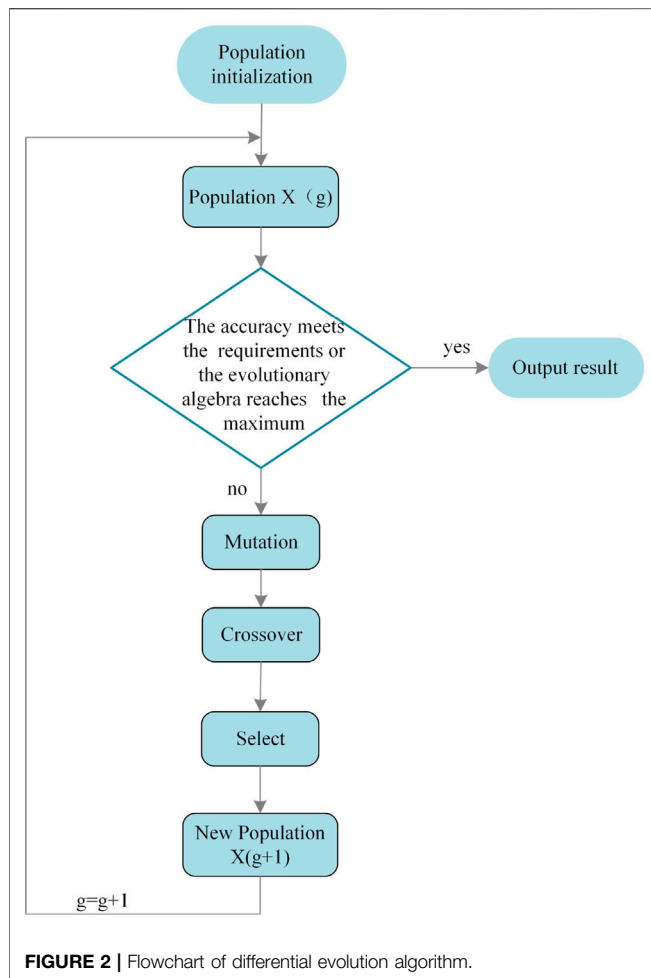 Population
initialization
Population X（g)
The accuracy meets
the requirements or
the evolutionary
algebra reaches the
maximum
yes
Output result
no
Mutation
Crossover
Select
New Population
X(g+1)
g=g+1
FIGURE 2 | Flowchart of differential evolution algorithm.